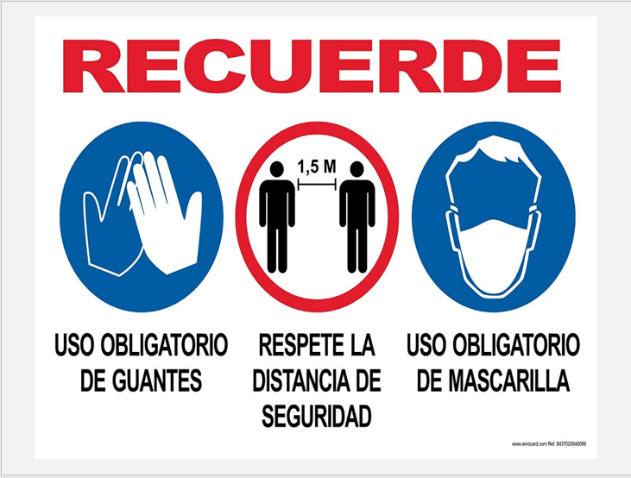 RECUERDE
1,5 M
USO OBLIGATORIO
DE GUANTES
RESPETE LA
DISTANCIA DE
SEGURIDAD
USO OBLIGATORIO
DE MASCARILLA